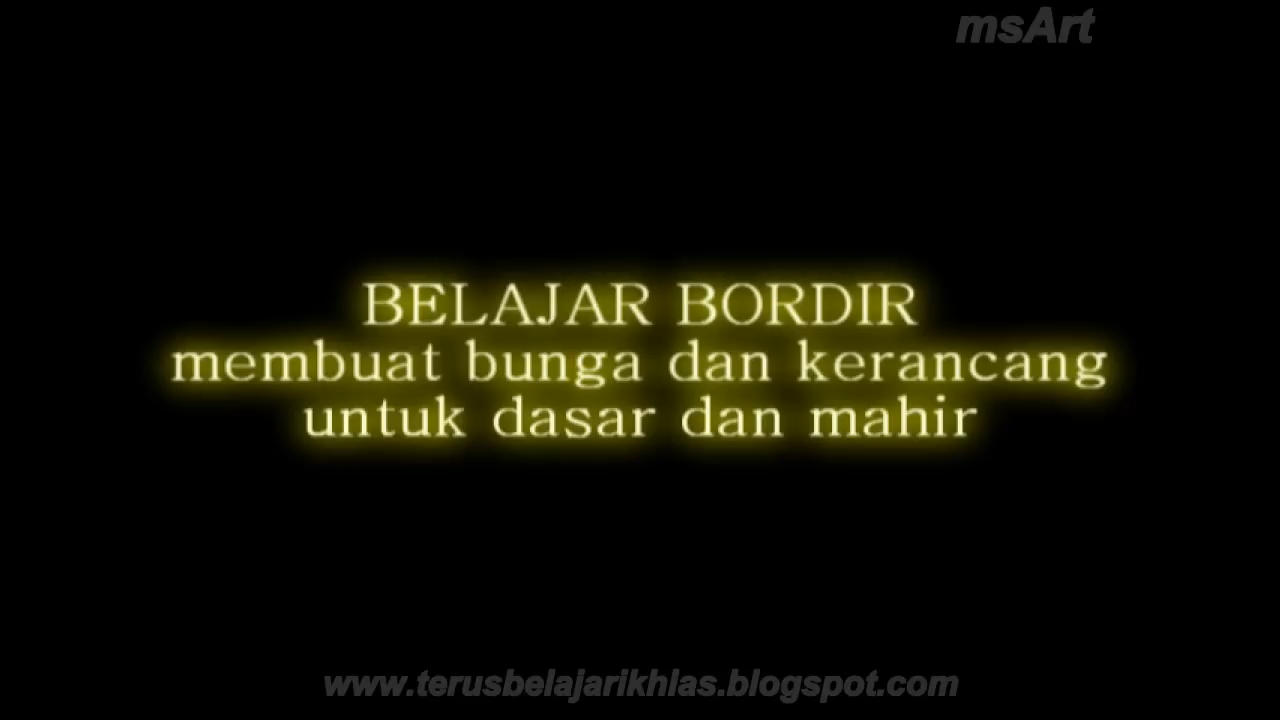 msArt
BELAJAR BORDIR
membuat bunga dan kerancang
untuk dasar dan mahir
www.terusbelajarikhlas.blogspot.com